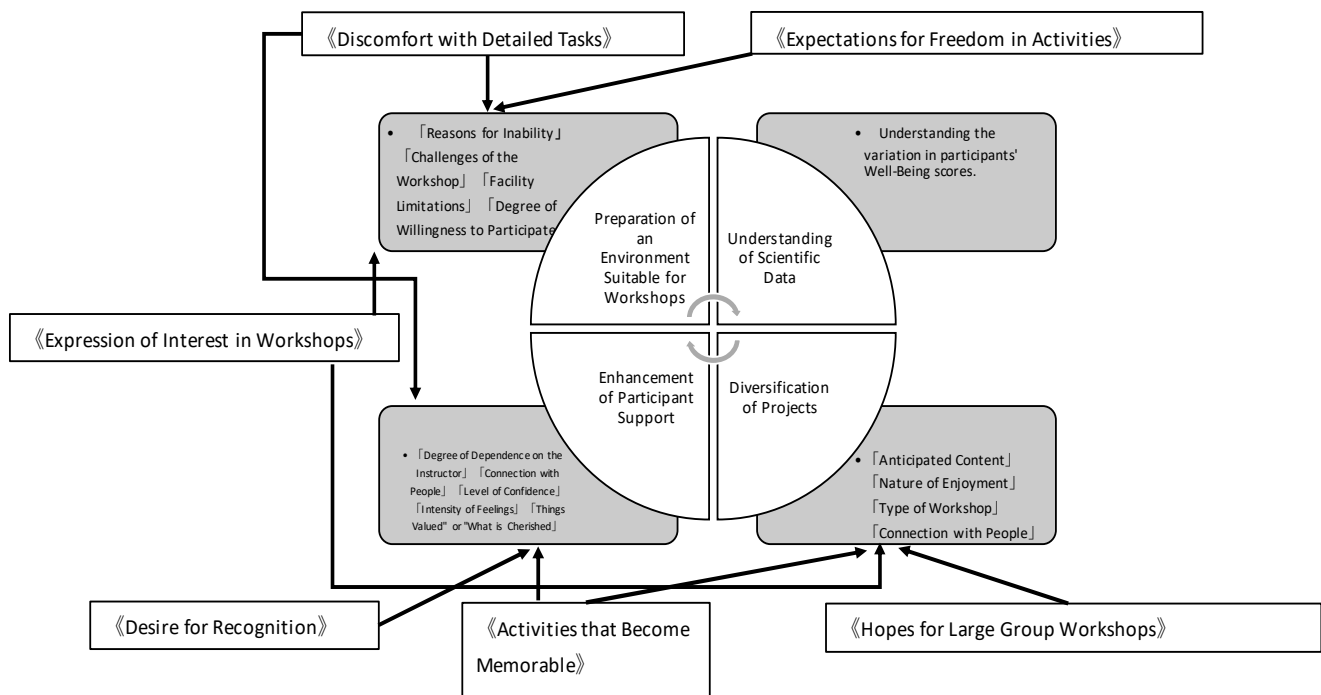 《Discomfort with Detailed Tasks》
《Expectations for Freedom in Activities》
• 「Reasons for Inability」
「Challenges of the
Workshop」 「Facility
Limitations」 「Degree of
Willingness to Participate
• Understanding the
variation in participants'
Well-Being scores.
Preparation of
an
Environment
Suitable for
Workshops
Understanding
of Scientific
Data
《Expression of Interest in Workshops》
Enhancement
of Participant
Support
Diversification
of Projects
• 「Degree of Dependence on the
Instructor」 「Connection with
People」 「Level of Confidence」
「Intensity of Feelings」 「Things
Valued" or "What is Cherished」
• 「Anticipated Content」
「Nature of Enjoyment」
「Type of Workshop」
「Connection with People」
《Desire for Recognition》
《Activities that Become
Memorable》
《Hopes for Large Group Workshops》